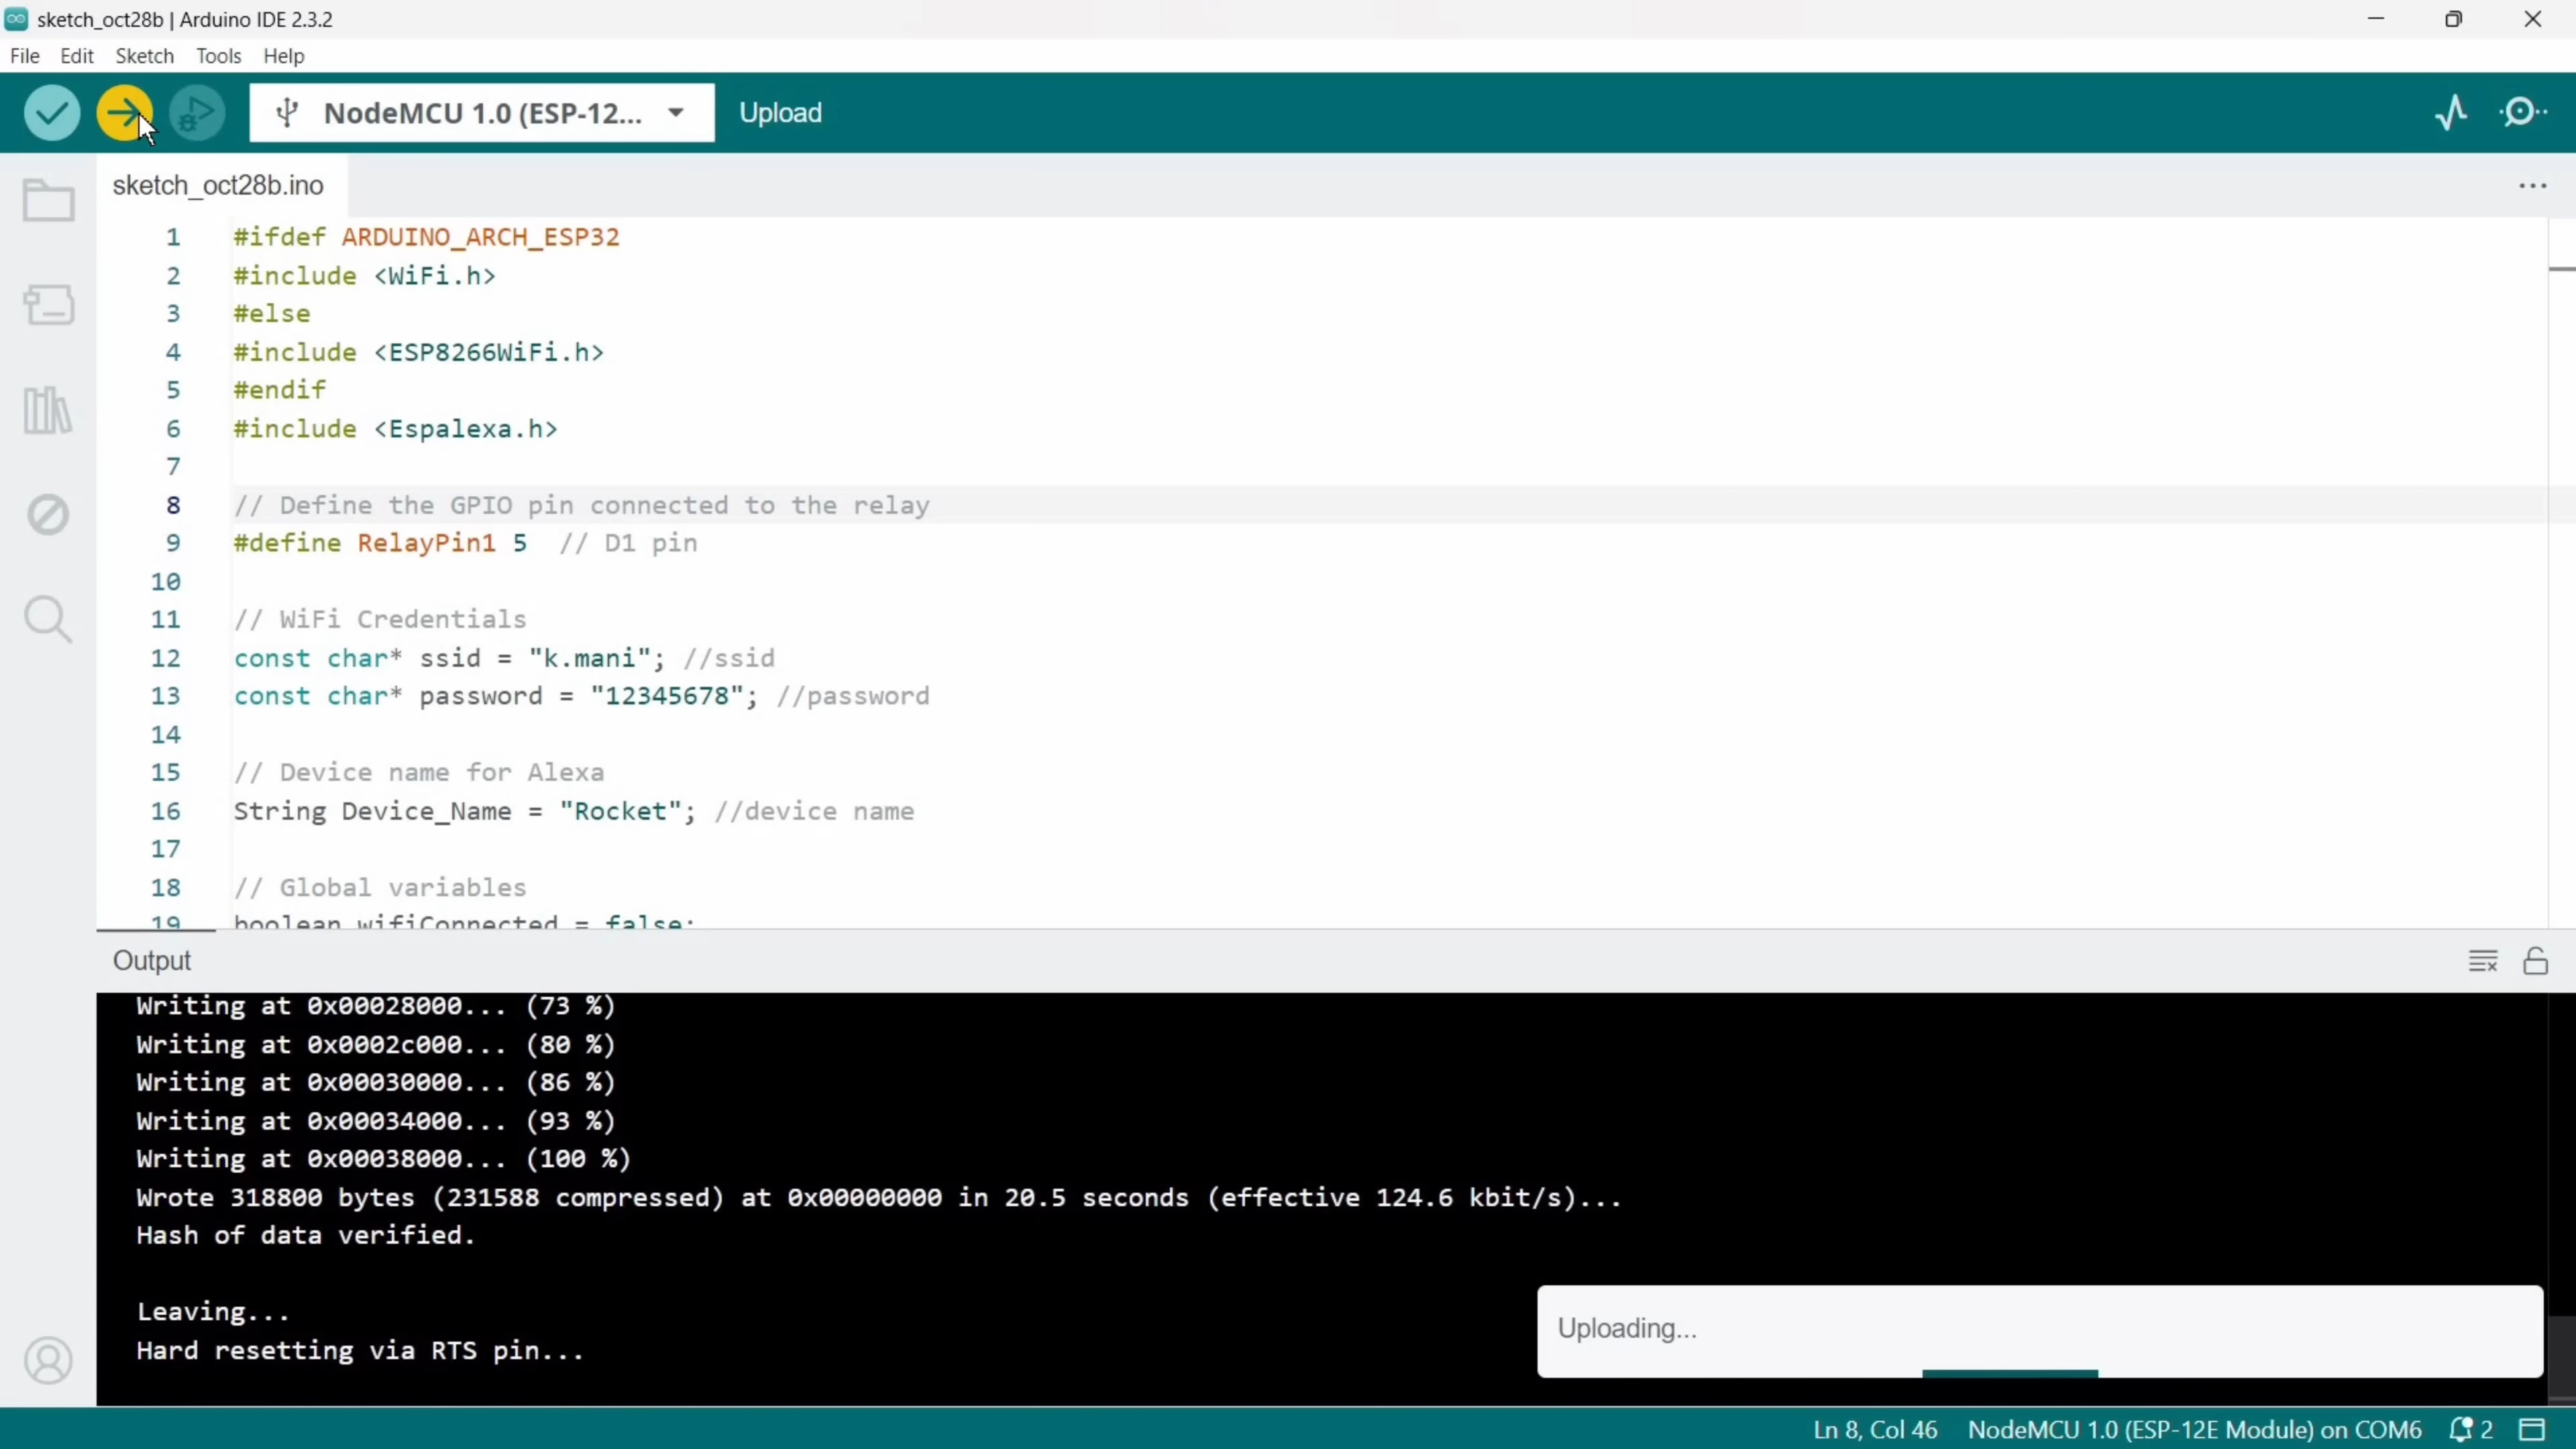 sketch_oct28b | Arduino IDE 2.3.2
File Edit Sketch Tools Help
NodeMCU 1.0 (ESP-12... Upload
sketch_oct28b.ino
1 #ifdef ARDUINO_ARCH_ESP32
2 #include <WiFi.h>
3 #else
4 #include <ESP8266WiFi.h>
5 #endif
6 #include <Espalexa.h>
7
8 // Define the GPIO pin connected to the relay
9 #define RelayPin1 5 // D1 pin
10
11 // WiFi Credentials
12 const char* ssid = "k.mani"; //ssid
13 const char* password = "12345678"; //password
14
15 // Device name for Alexa
16 String Device_Name = "Rocket"; //device name
17
18 // Global variables
19 boolean wifiConnected = false;
Output
Writing at 0x00028000... (73 %)
Writing at 0x0002c000... (80 %)
Writing at 0x00030000... (86 %)
Writing at 0x00034000... (93 %)
Writing at 0x00038000... (100 %)
Wrote 318800 bytes (231588 compressed) at 0x00000000 in 20.5 seconds (effective 124.6 kbit/s)...
Hash of data verified.
Leaving...
Hard resetting via RTS pin...
Uploading...
Ln 8, Col 46 NodeMCU 1.0 (ESP-12E Module) on COM6 2